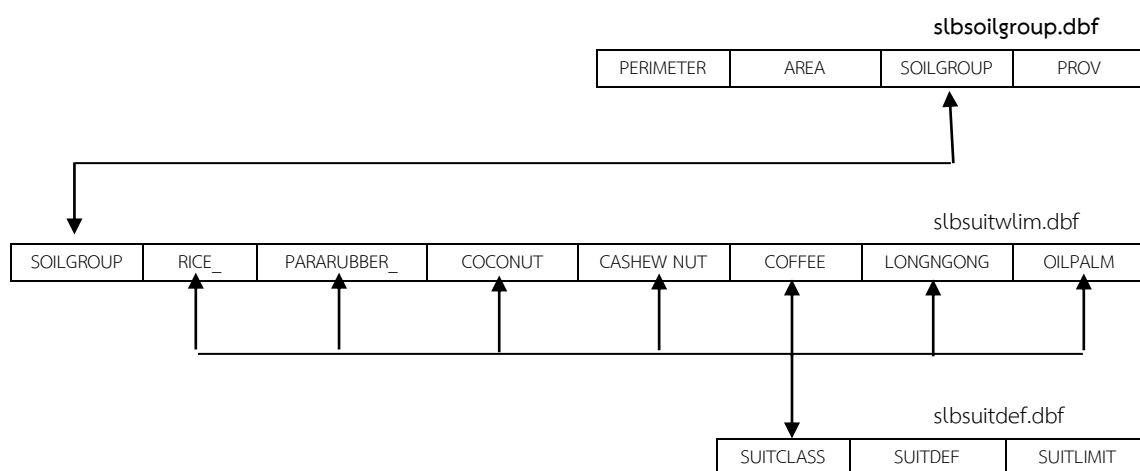 slbsoilgroup.dbf
PERIMETER AREA SOILGROUP PROV
slbsuitwlim.dbf
SOILGROUP RICE_ PARARUBBER_ COCONUT CASHEW NUT COFFEE LONGNGONG OILPALM
slbsuitdef.dbf
SUITCLASS SUITDEF SUITLIMIT